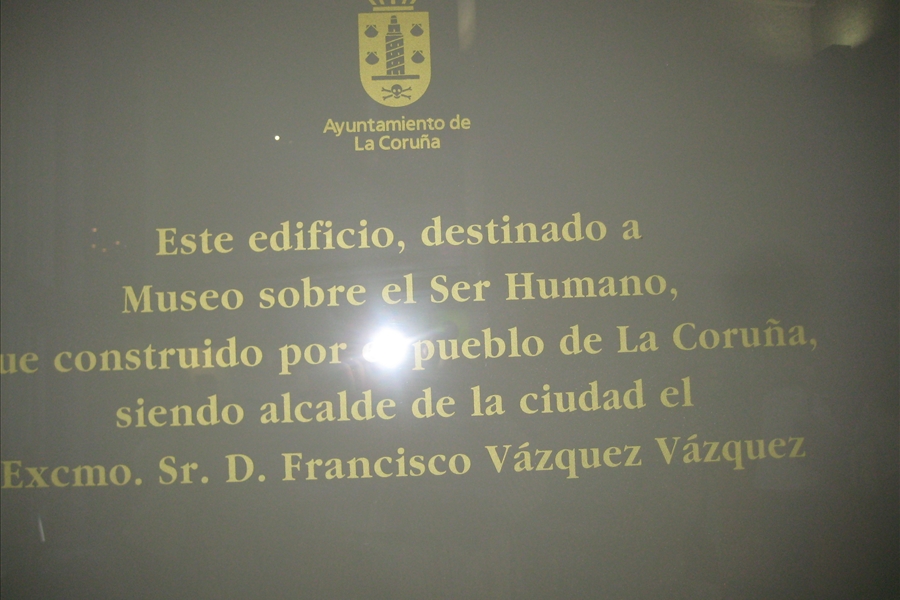 Ayuntamiento de
La Coruña
Este edificio, destinado a
Museo sobre el Ser Humano,
ue construido por el pueblo de La Coruña,
siendo alcalde de la ciudad el
Excmo. Sr. D. Francisco Vázquez Vázquez